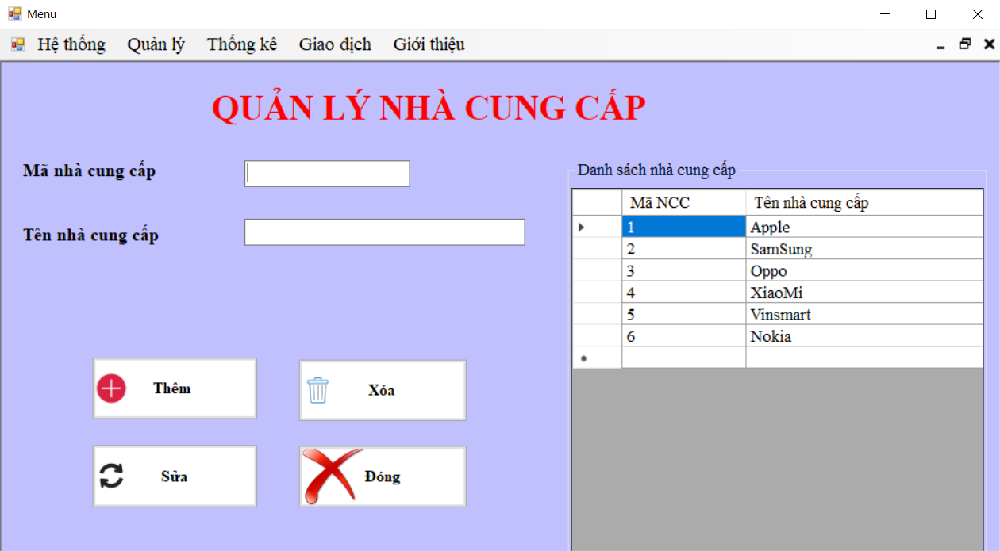 Menu
Hệ thống Quản lý Thống kê Giao dịch Giới thiệu
QUẢN LÝ NHÀ CUNG CẤP
Mã nhà cung cấp
Tên nhà cung cấp
Thêm
Xóa
Sửa
Đóng
Danh sách nhà cung cấp
Mã NCC Tên nhà cung cấp
1 Apple
2 SamSung
3 Oppo
4 XiaoMi
5 Vinsmart
6 Nokia